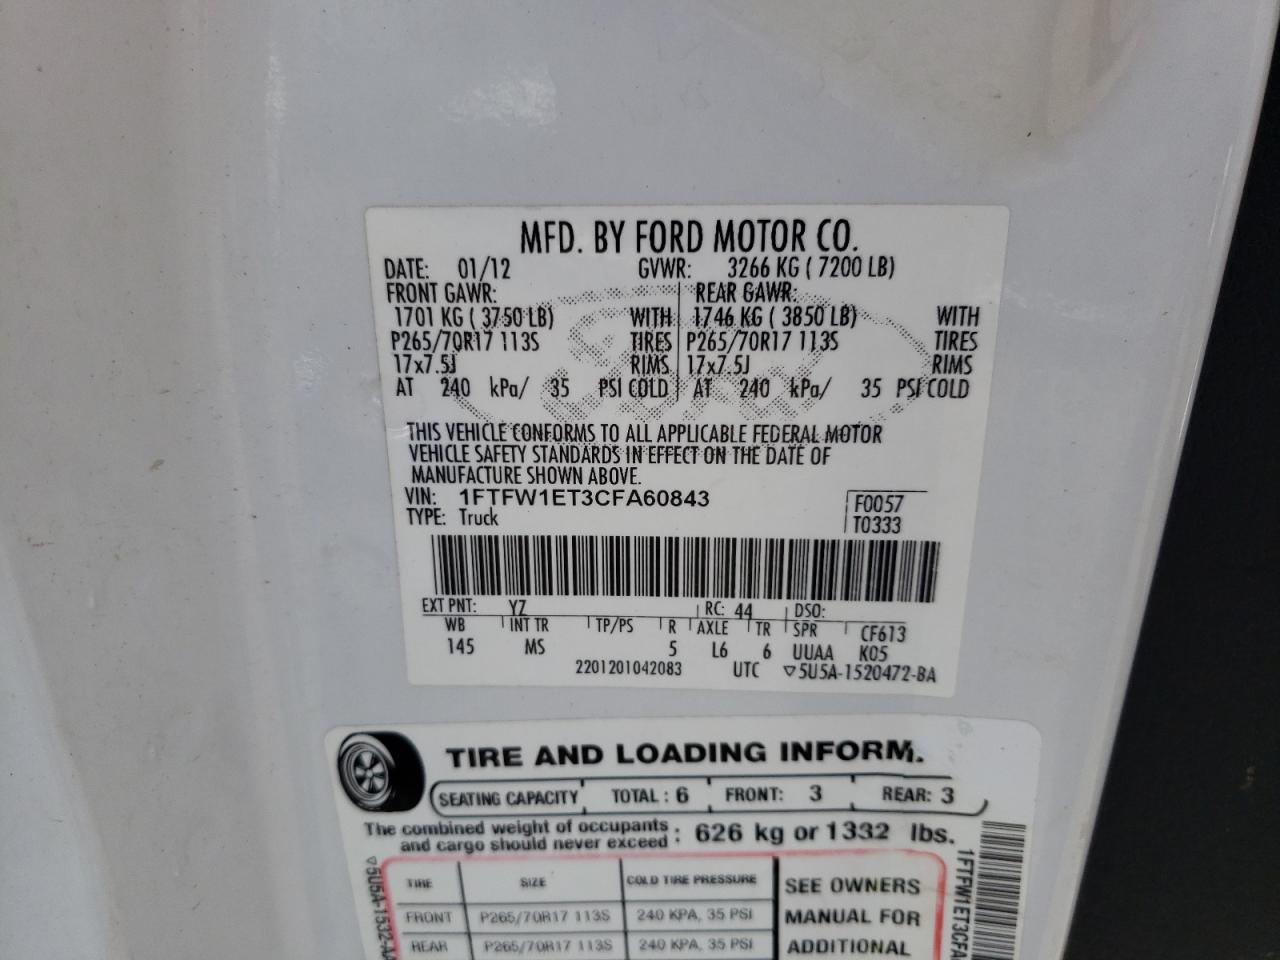 MFD. BY FORD MOTOR CO.
DATE: 01/12 GVWR: 3266 KG ( 7200 LB)
FRONT GAWR: REAR GAWR:
1701 KG ( 3750 LB) WITH 1746 KG ( 3850 LB) WITH
P265/70R17 113S TIRES P265/70R17 113S TIRES
17x7.5J RIMS 17x7.5J RIMS
AT 240 kPa/ 35 PSI COLD AT 240 kPa/ 35 PSI COLD
THIS VEHICLE CONFORMS TO ALL APPLICABLE FEDERAL MOTOR
VEHICLE SAFETY STANDARDS IN EFFECT ON THE DATE OF
MANUFACTURE SHOWN ABOVE.
VIN: 1FTFW1ET3CFA60843 F0057
TYPE: Truck T0333
EXT PNT: YZ RC: 44 DSO:
WB INT TR TP/PS R AXLE TR SPR CF613
145 MS 5 L6 6 UUAA K05
2201201042083 UTC ▽5U5A-1520472-BA
TIRE AND LOADING INFORM.
SEATING CAPACITY TOTAL : 6 FRONT: 3 REAR: 3
The combined weight of occupants
and cargo should never exceed : 626 kg or 1332 lbs.
TIRE SIZE COLD TIRE PRESSURE SEE OWNERS
FRONT P265/70R17 113S 240 KPA, 35 PSI MANUAL FOR
REAR P265/70R17 113S 240 KPA, 35 PSI ADDITIONAL
▽5U5A-1532-A
1FTFW1ET3CFA